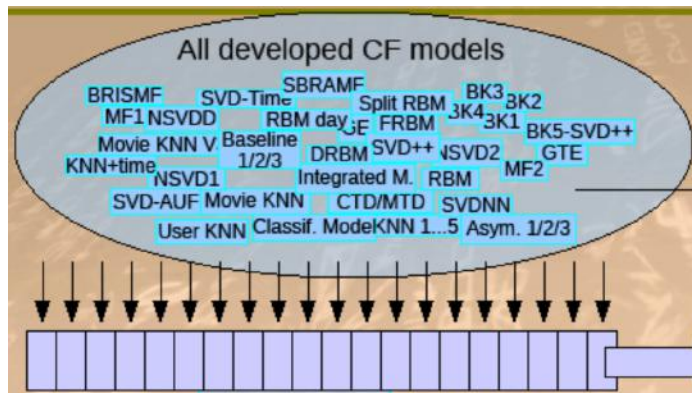 All developed CF models
SBRAMF
BRISMF
SVD-Time
Split RBM
BK3
BK2
MF1
NSVDD
RBM day
GE
FRBM
BK4
BK1
BK5-SVD++
Movie KNN V
Baseline
1/2/3
DRBM
SVD++
NSVD2
GTE
KNN+time
NSVD1
Integrated M.
RBM
MF2
SVD-AUF
Movie KNN
CTD/MTD
SVDNN
User KNN
Classif. Mode
KNN 1...5
Asym. 1/2/3